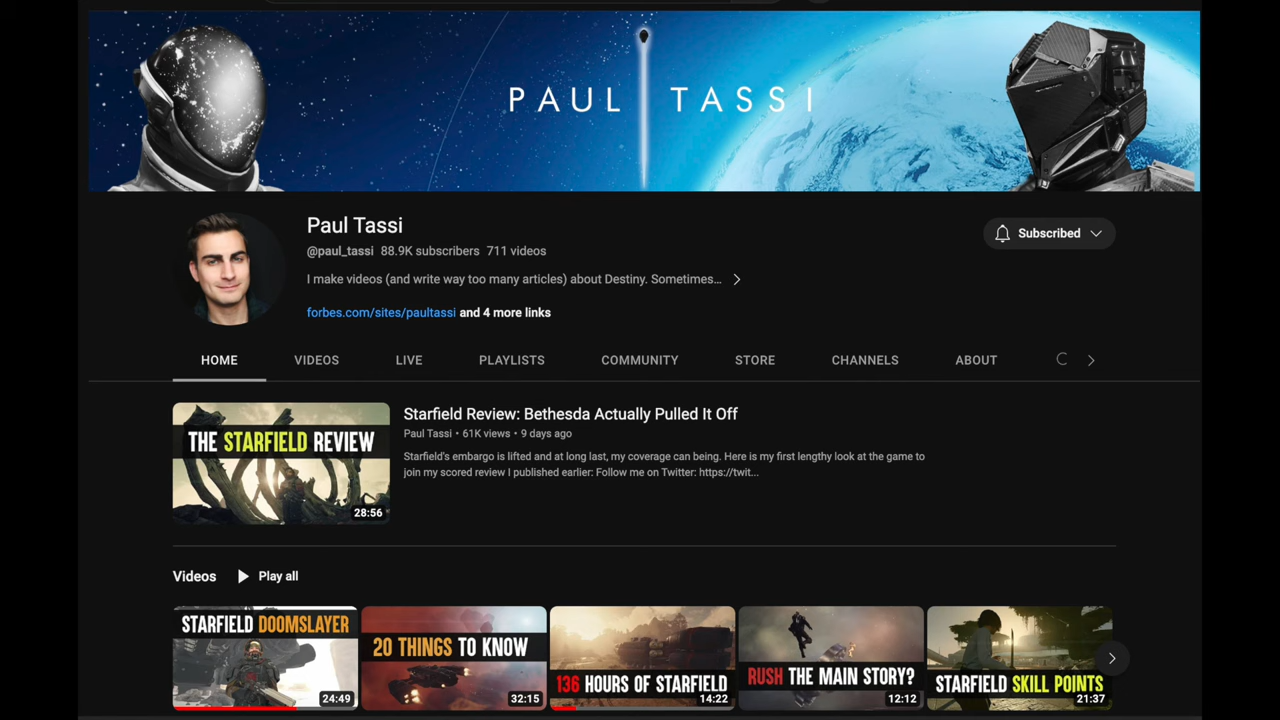 PAUL TASSI
Paul Tassi
@paul_tassi 88.9K subscribers 711 videos
Subscribed
I make videos (and write way too many articles) about Destiny. Sometimes...
forbes.com/sites/paultassi and 4 more links
HOME VIDEOS LIVE PLAYLISTS COMMUNITY STORE CHANNELS ABOUT
THE STARFIELD REVIEW
28:56
Starfield Review: Bethesda Actually Pulled It Off
Paul Tassi • 61K views • 9 days ago
Starfield's embargo is lifted and at long last, my coverage can being. Here is my first lengthy look at the game to
join my scored review I published earlier: Follow me on Twitter: https://twit...
Videos Play all
STARFIELD DOOMSLAYER
24:49
20 THINGS TO KNOW
32:15
136 HOURS OF STARFIELD
14:22
RUSH THE MAIN STORY?
12:12
STARFIELD SKILL POINTS
21:37